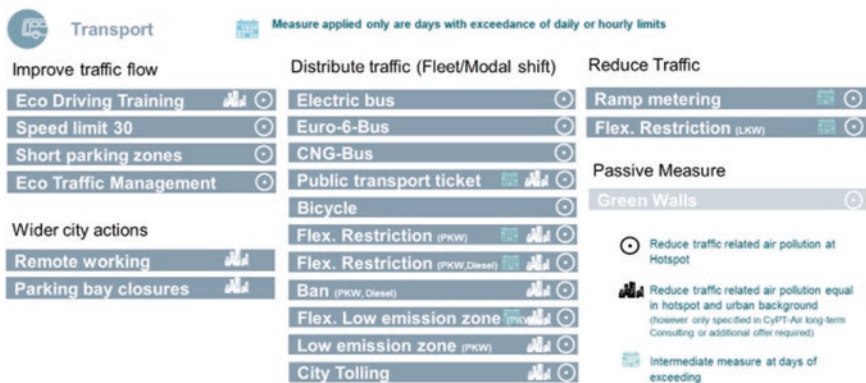 Transport
Measure applied only are days with exceedance of daily or hourly limits
Improve traffic flow
Eco Driving Training
Speed limit 30
Short parking zones
Eco Traffic Management
Wider city actions
Remote working
Parking bay closures
Distribute traffic (Fleet/Modal shift)
Electric bus
Euro-6-Bus
CNG-Bus
Public transport ticket
Bicycle
Flex. Restriction (PKW)
Flex. Restriction (PKW,Diesel)
Ban (PKW, Diesel)
Flex. Low emission zone
Low emission zone (PKW)
City Tolling
Reduce Traffic
Ramp metering
Flex. Restriction (LKW)
Passive Measure
Green Walls
Reduce traffic related air pollution at
Hotspot
Reduce traffic related air pollution equal
in hotspot and urban background
(however only specified in CyPT-Air long-term
Consulting or additional offer required)
Intermediate measure at days of
exceeding